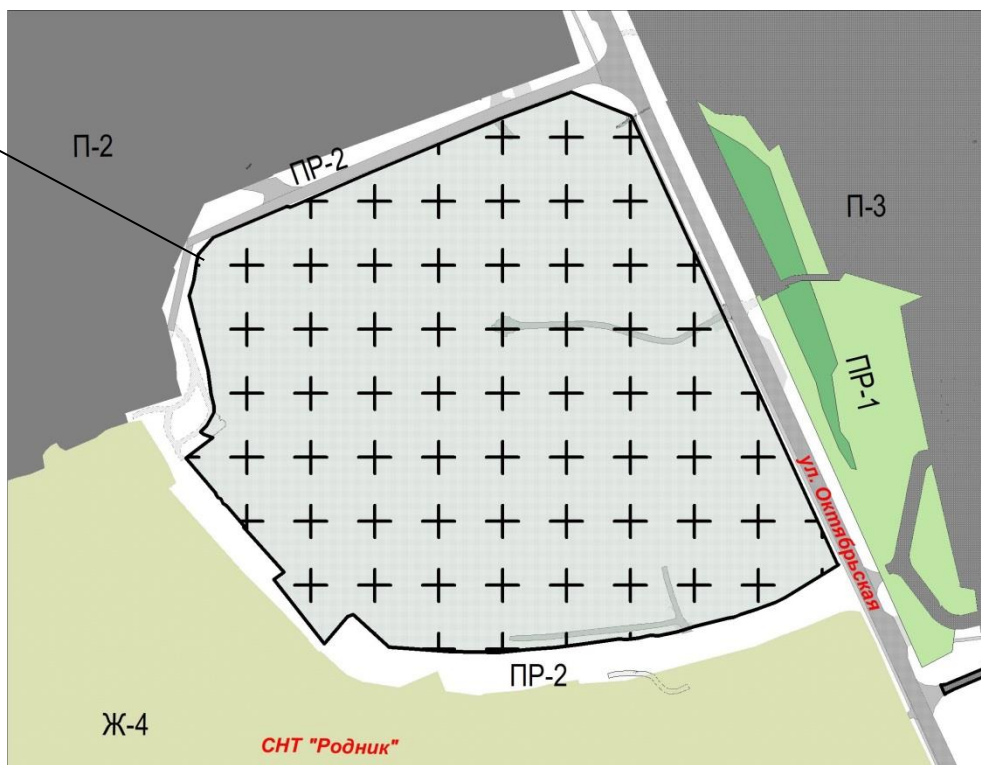 П-2
ПР-2
П-3
ПР-1
ул. Октябрьская
ПР-2
Ж-4
СНТ "Родник"